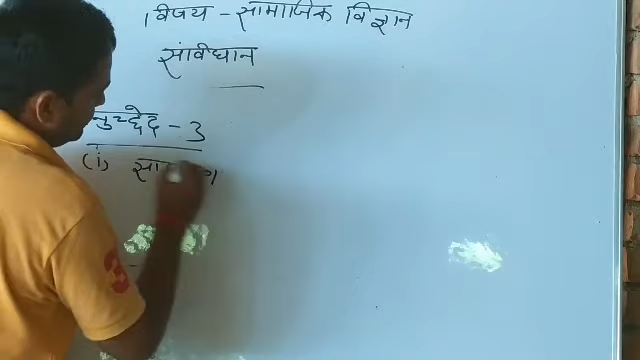 विषय - सामाजिक विज्ञान
संविधान
नुच्छेद - 3
(i) सा